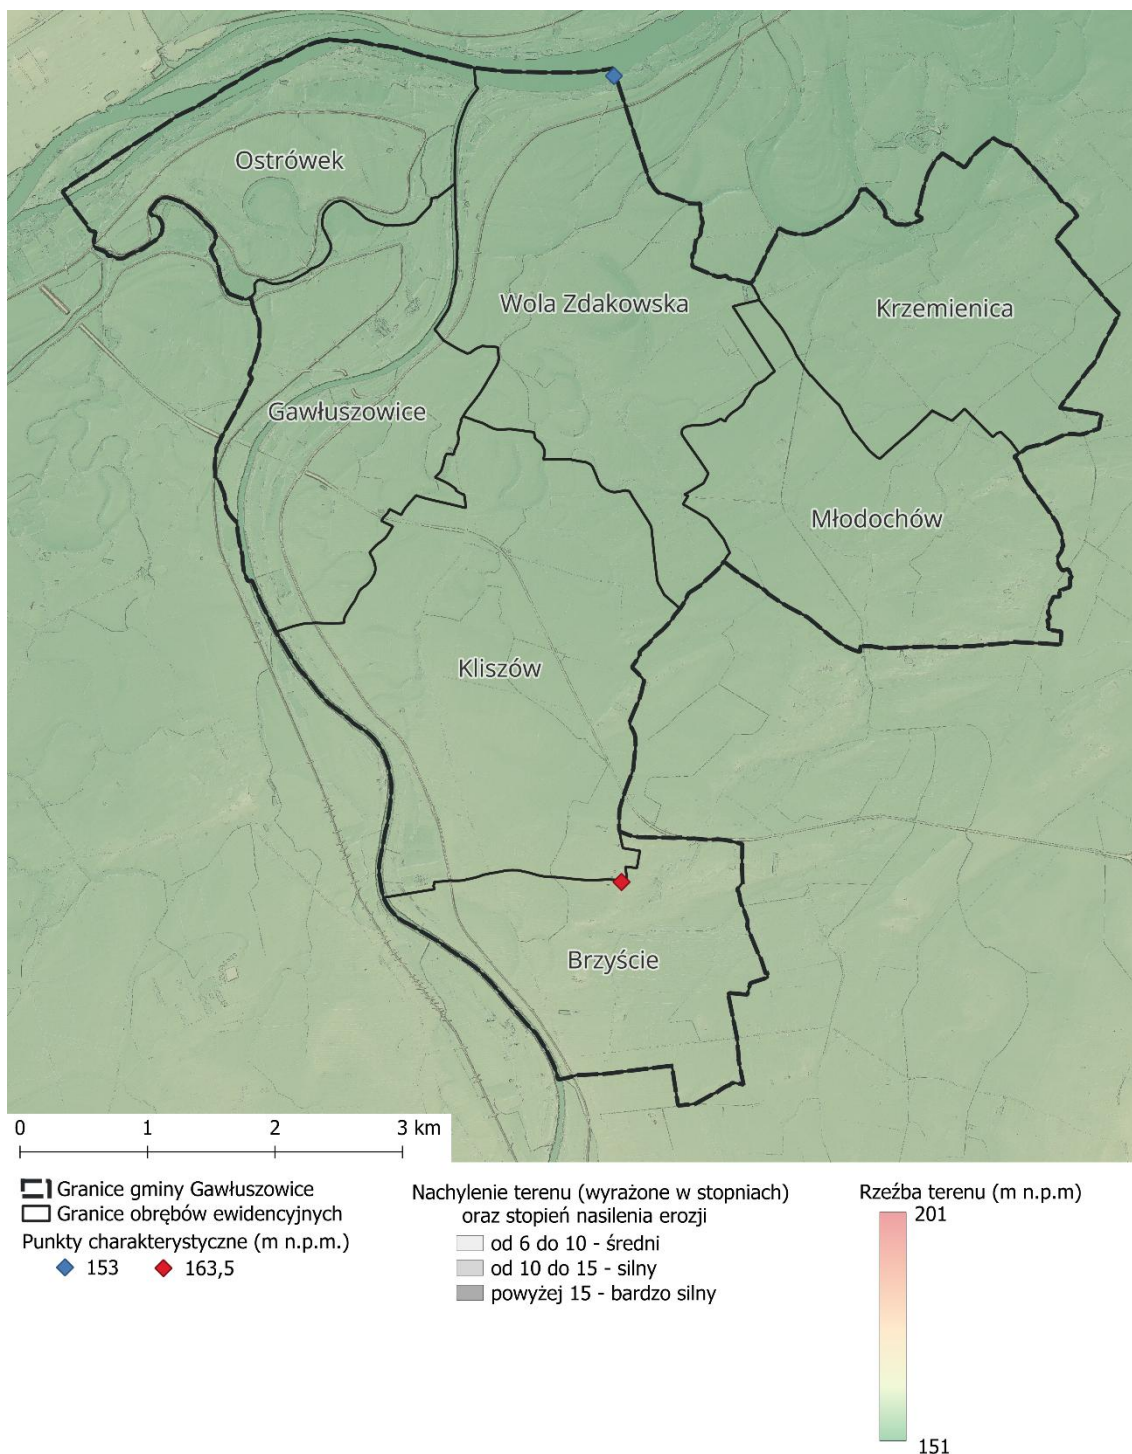 Ostrówek
Wola Zdakowska
Krzemienica
Gawłuszowice
Młodochów
Kliszów
Brzyście
0 1 2 3 km
Granice gminy Gawłuszowice
Granice obrębów ewidencyjnych
Punkty charakterystyczne (m n.p.m.)
153 163,5
Nachylenie terenu (wyrażone w stopniach)
oraz stopień nasilenia erozji
od 6 do 10 - średni
od 10 do 15 - silny
powyżej 15 - bardzo silny
Rzeźba terenu (m n.p.m)
201
151